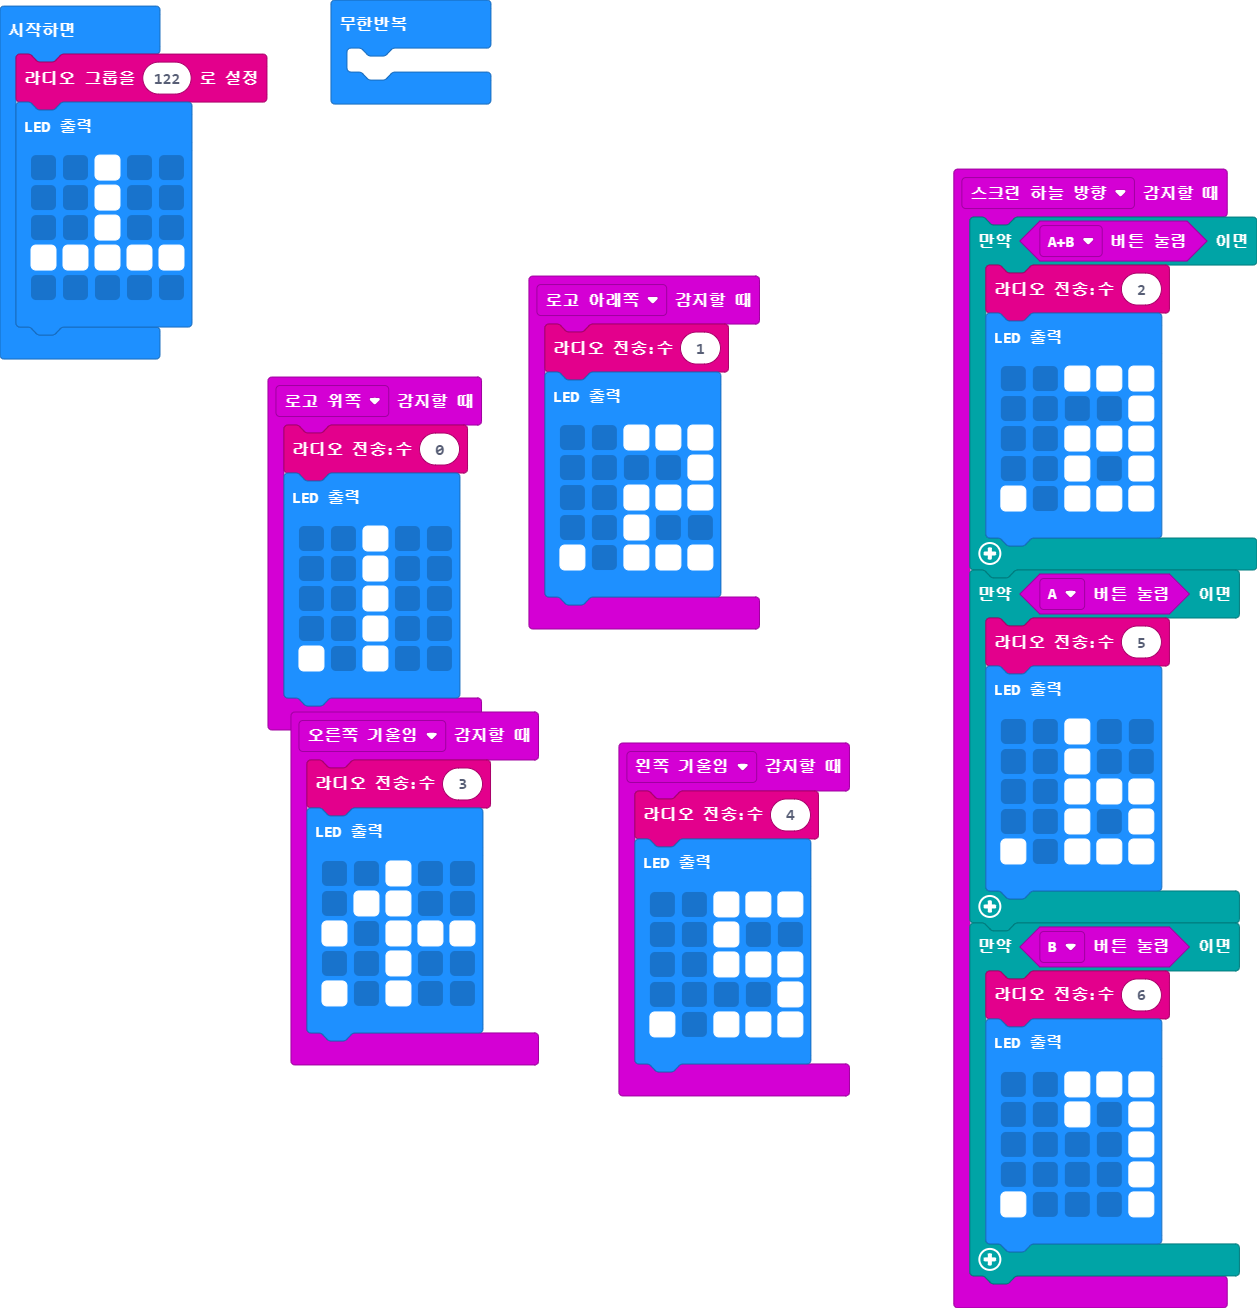 시작하면
라디오 그룹을 122 로 설정
LED 출력
무한반복
로고 위쪽 감지할 때
라디오 전송:수 0
LED 출력
로고 아래쪽 감지할 때
라디오 전송:수 1
LED 출력
오른쪽 기울임 감지할 때
라디오 전송:수 3
LED 출력
왼쪽 기울임 감지할 때
라디오 전송:수 4
LED 출력
스크린 하늘 방향 감지할 때
만약 A+B 버튼 눌림 이면
라디오 전송:수 2
LED 출력
만약 A 버튼 눌림 이면
라디오 전송:수 5
LED 출력
만약 B 버튼 눌림 이면
라디오 전송:수 6
LED 출력